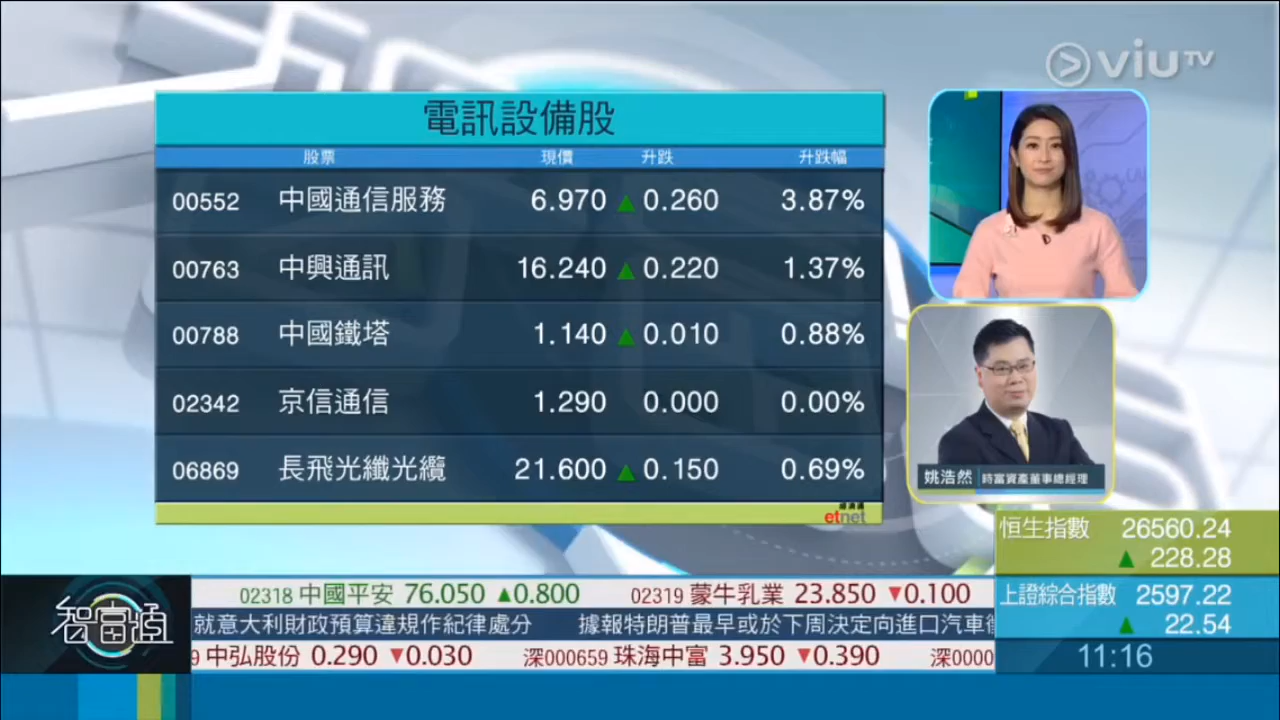 viuTV
電訊設備股
股票 現價 升跌 升跌幅
00552 中國通信服務 6.970 ▲ 0.260 3.87%
00763 中興通訊 16.240 ▲ 0.220 1.37%
00788 中國鐵塔 1.140 ▲ 0.010 0.88%
02342 京信通信 1.290 0.000 0.00%
06869 長飛光纖光纜 21.600 ▲ 0.150 0.69%
經濟通
etnet
姚浩然 時富資產董事總經理
恒生指數 26560.24
▲ 228.28
上證綜合指數 2597.22
▲ 22.54
11:16
智富通
02318 中國平安 76.050 ▲0.800 02319 蒙牛乳業 23.850 ▼0.100
就意大利財政預算違規作紀律處分 據報特朗普最早或於下周決定向進口汽車徵
9 中弘股份 0.290 ▼0.030 深000659 珠海中富 3.950 ▼0.390 深0000